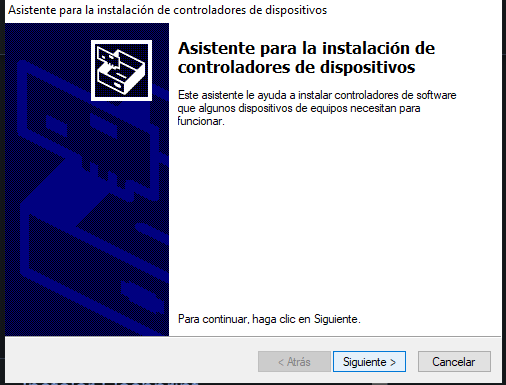 Asistente para la instalación de controladores de dispositivos
Asistente para la instalación de
controladores de dispositivos
Este asistente le ayuda a instalar controladores de software
que algunos dispositivos de equipos necesitan para
funcionar.
Para continuar, haga clic en Siguiente.
< Atrás
Siguiente >
Cancelar